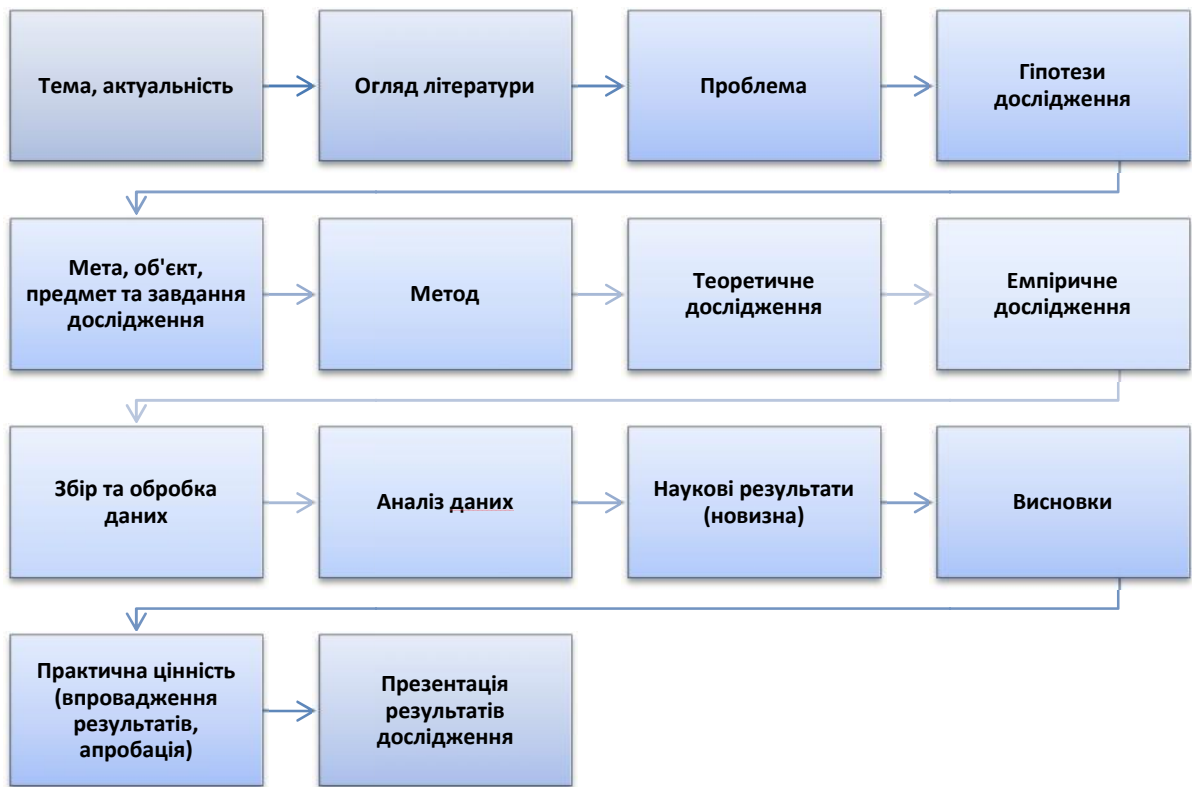 Тема, актуальність
Огляд літератури
Проблема
Гіпотези
дослідження
Мета, об'єкт,
предмет та завдання
дослідження
Метод
Теоретичне
дослідження
Емпіричне
дослідження
Збір та обробка
даних
Аналіз даних
Наукові результати
(новизна)
Висновки
Практична цінність
(впровадження
результатів,
апробація)
Презентація
результатів
дослідження